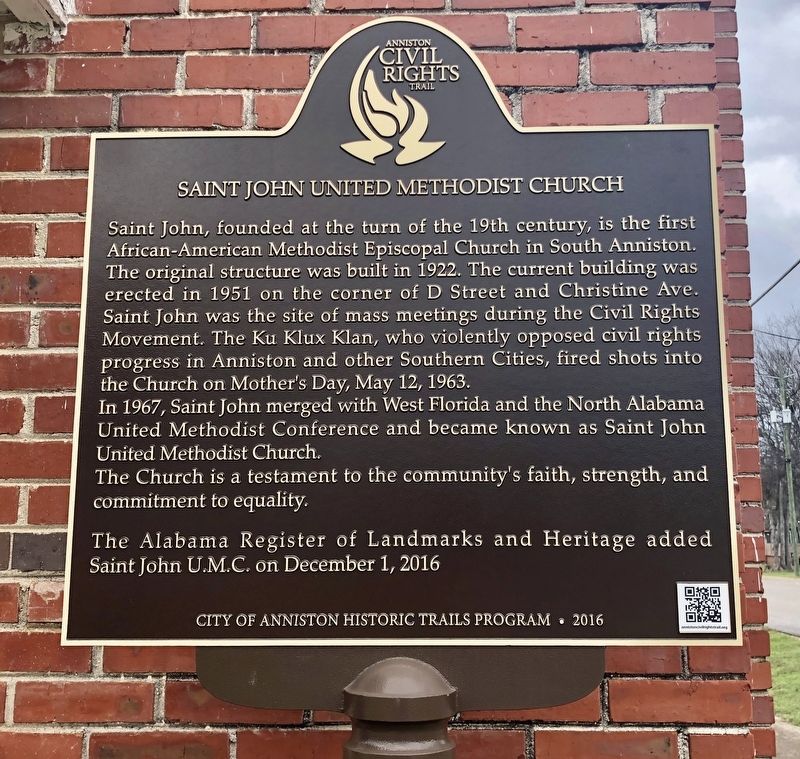 ANNISTON
CIVIL
RIGHTS
TRAIL
SAINT JOHN UNITED METHODIST CHURCH
Saint John, founded at the turn of the 19th century, is the first
African-American Methodist Episcopal Church in South Anniston.
The original structure was built in 1922. The current building was
erected in 1951 on the corner of D Street and Christine Ave.
Saint John was the site of mass meetings during the Civil Rights
Movement. The Ku Klux Klan, who violently opposed civil rights
progress in Anniston and other Southern Cities, fired shots into
the Church on Mother's Day, May 12, 1963.
In 1967, Saint John merged with West Florida and the North Alabama
United Methodist Conference and became known as Saint John
United Methodist Church.
The Church is a testament to the community's faith, strength, and
commitment to equality.
The Alabama Register of Landmarks and Heritage added
Saint John U.M.C. on December 1, 2016
CITY OF ANNISTON HISTORIC TRAILS PROGRAM • 2016
annistoncivilrightstrail.org